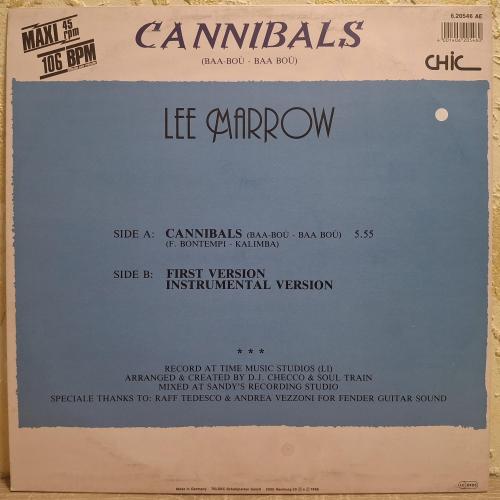 MAXI 45 rpm
106 BPM
CANNIBALS
(BAA-BOÙ - BAA BOÙ)
6.20546 AE
CHIC
LEE MARROW
SIDE A: CANNIBALS (BAA-BOÙ - BAA BOÙ) 5.55
(F. BONTEMPI - KALIMBA)
SIDE B: FIRST VERSION
INSTRUMENTAL VERSION
* * *
RECORD AT TIME MUSIC STUDIOS (LI)
ARRANGED & CREATED BY D.J. CHECCO & SOUL TRAIN
MIXED AT SANDY'S RECORDING STUDIO
SPECIALE THANKS TO: RAFF TEDESCO & ANDREA VEZZONI FOR FENDER GUITAR SOUND
Made in Germany